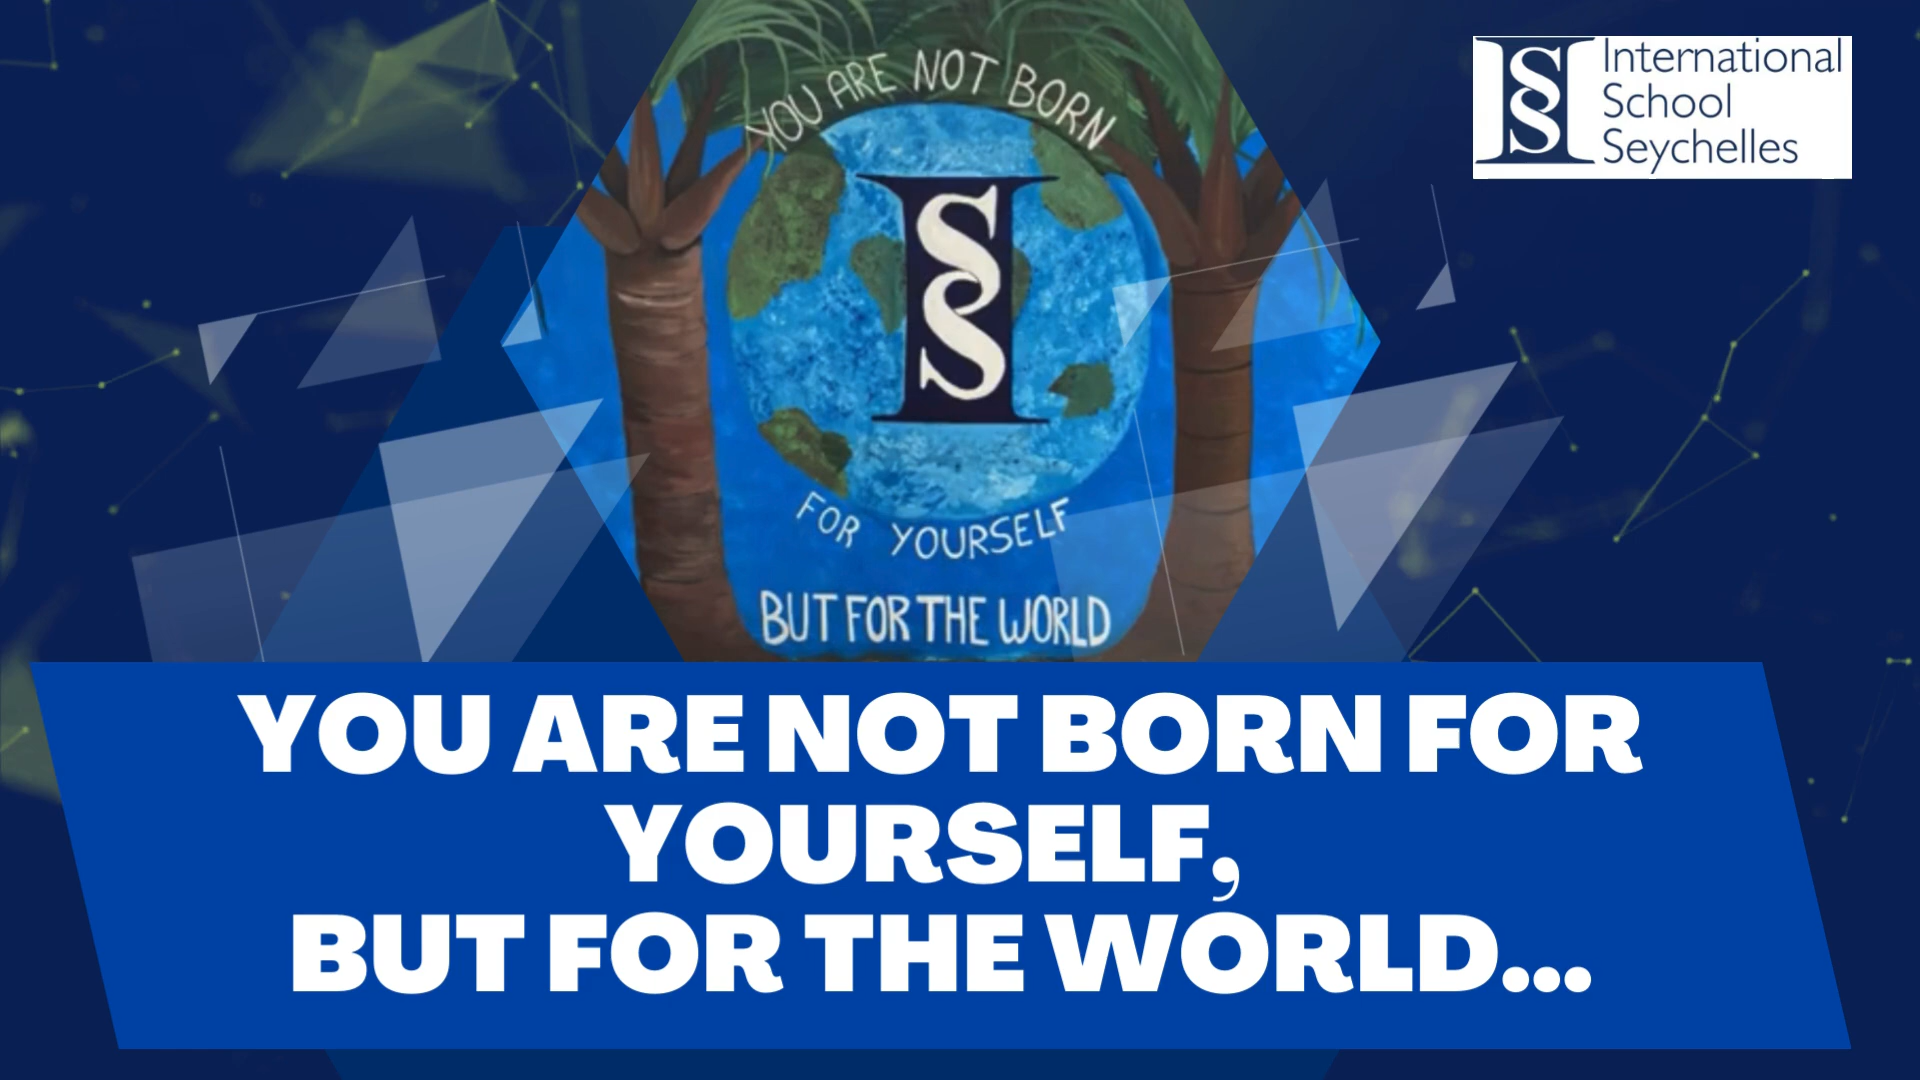 YOU ARE NOT BORN
ISS
FOR YOURSELF
BUT FOR THE WORLD
ISS
International
School
Seychelles
YOU ARE NOT BORN FOR
YOURSELF,
BUT FOR THE WORLD...